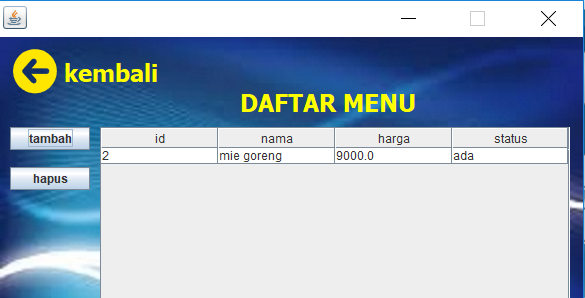 kembali
DAFTAR MENU
tambah
hapus
id nama harga status
2 mie goreng 9000.0 ada